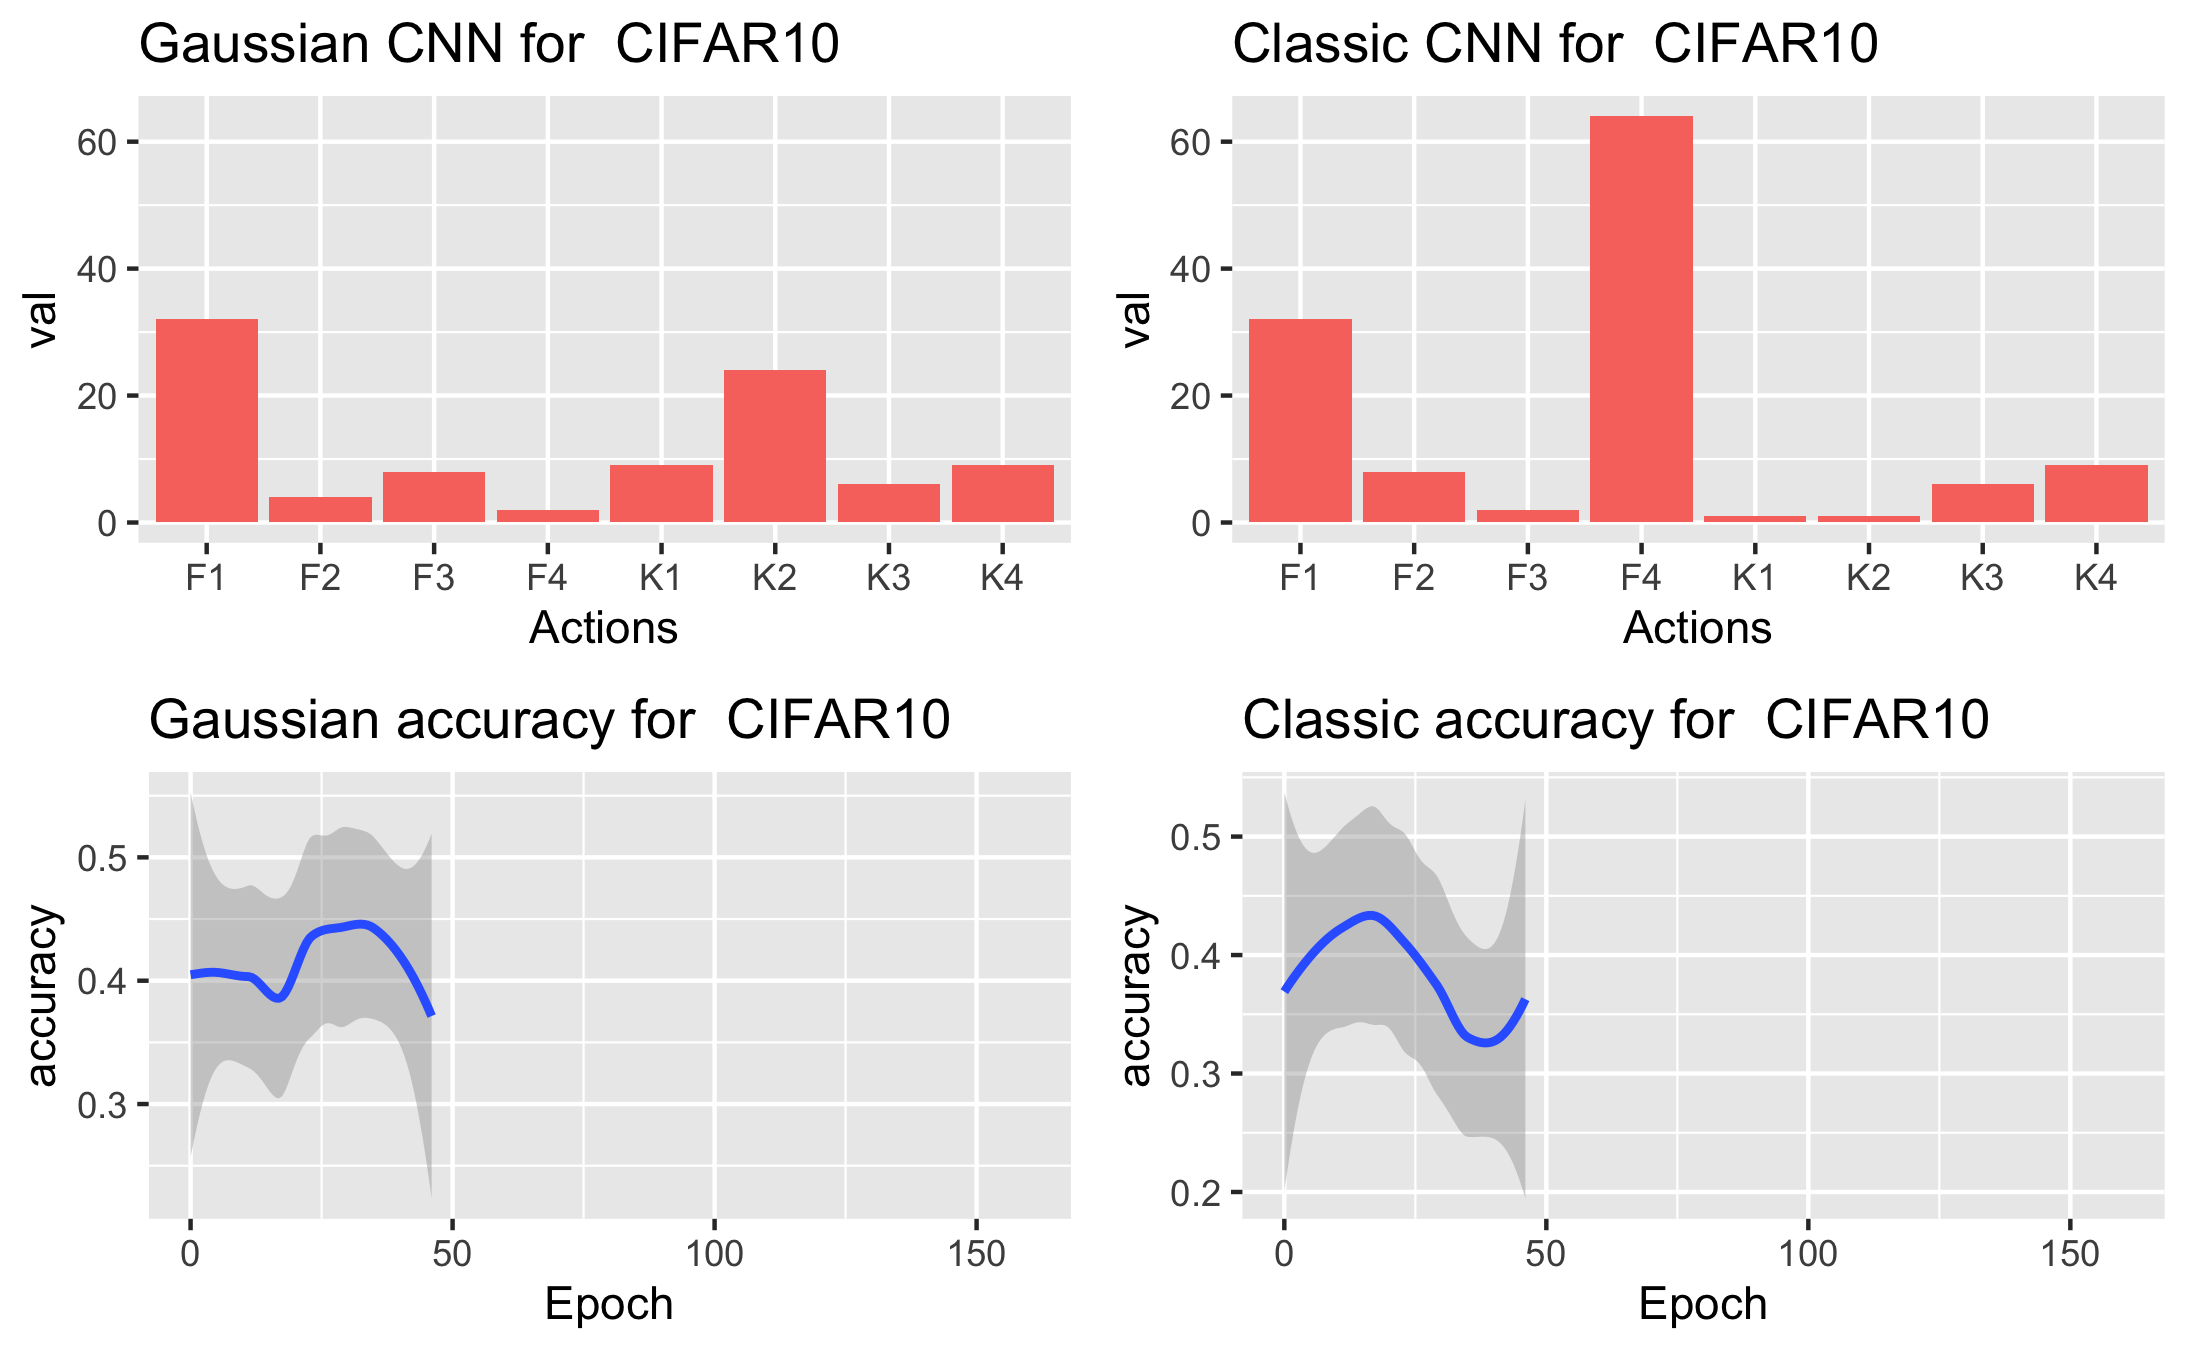 Gaussian CNN for  CIFAR10
60
40
20
0
val
F1 F2 F3 F4 K1 K2 K3 K4
Actions
Classic CNN for  CIFAR10
60
40
20
0
val
F1 F2 F3 F4 K1 K2 K3 K4
Actions
Gaussian accuracy for  CIFAR10
0.5
0.4
0.3
accuracy
0 50 100 150
Epoch
Classic accuracy for  CIFAR10
0.5
0.4
0.3
0.2
accuracy
0 50 100 150
Epoch